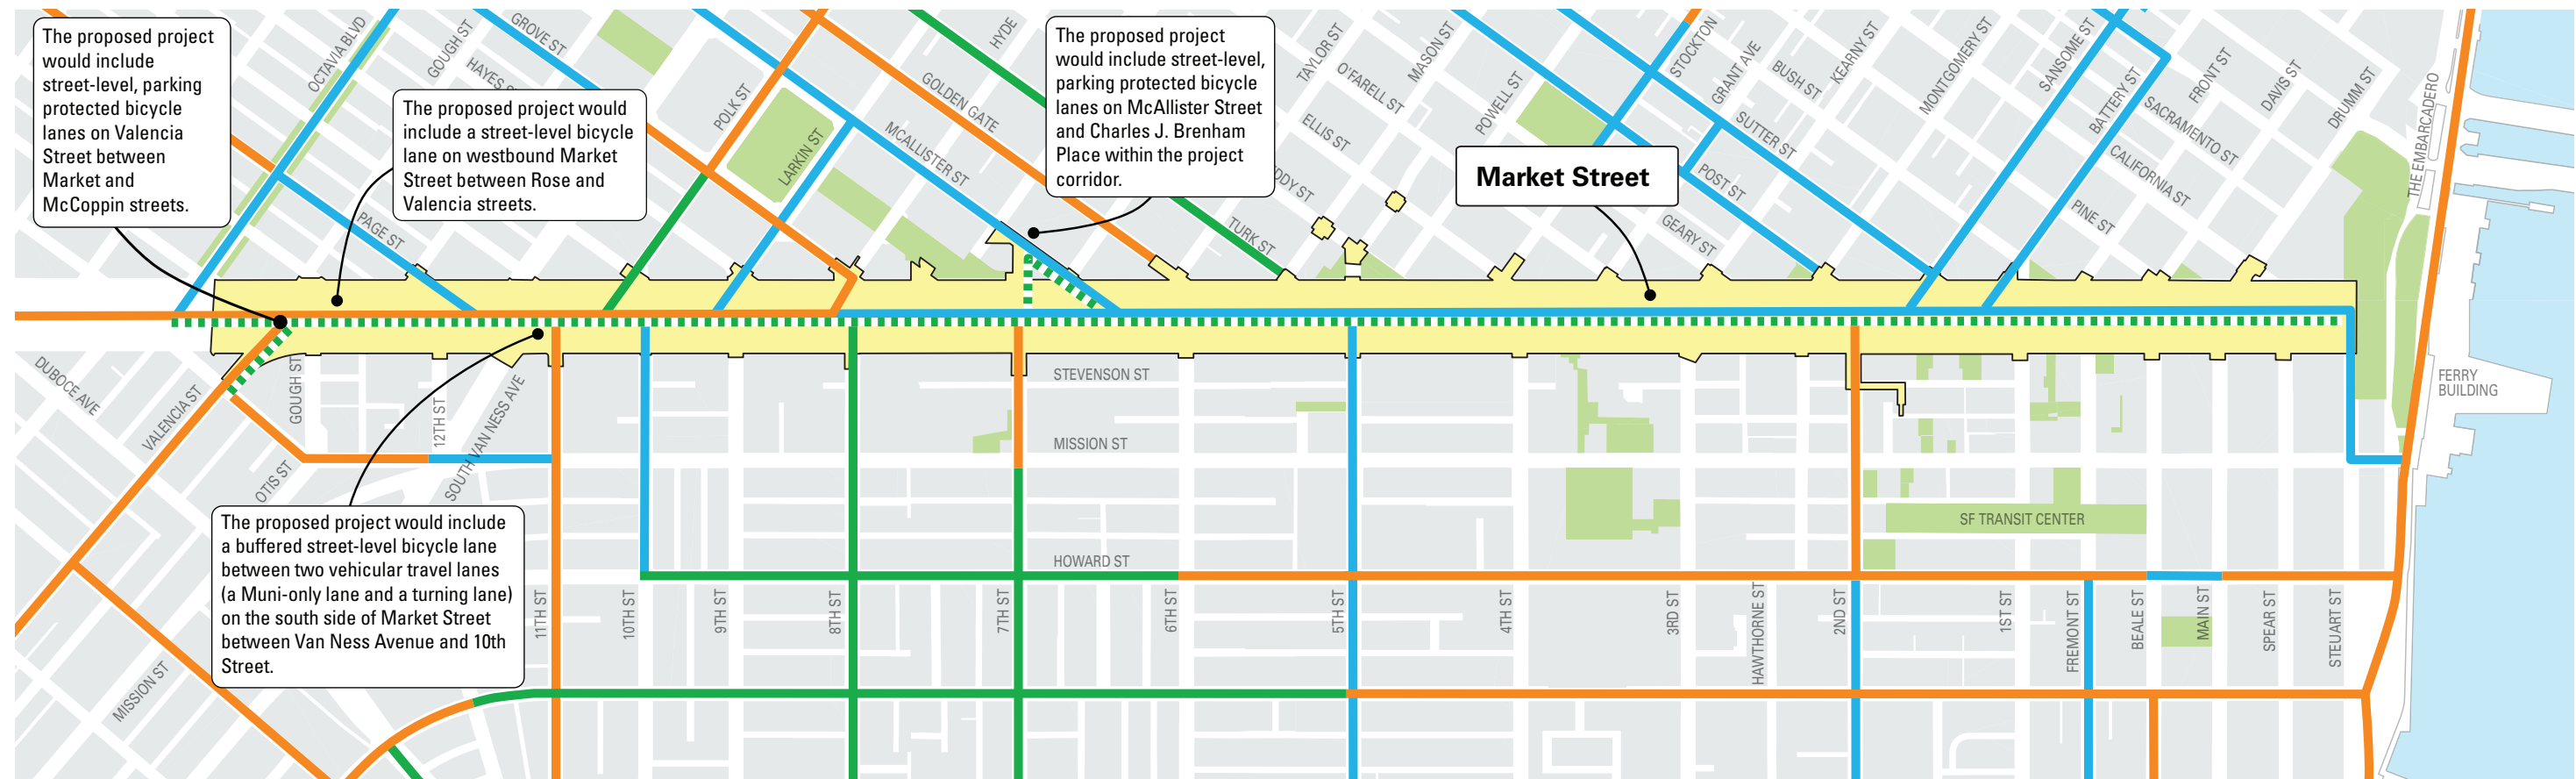 The proposed project
would include
street-level, parking
protected bicycle
lanes on Valencia
Street between
Market and
McCoppin streets.
The proposed project would
include a street-level bicycle
lane on westbound Market
Street between Rose and
Valencia streets.
The proposed project
would include street-level,
parking protected bicycle
lanes on McAllister Street
and Charles J. Brenham
Place within the project
corridor.
Market Street
The proposed project would include
a buffered street-level bicycle lane
between two vehicular travel lanes
(a Muni-only lane and a turning lane)
on the south side of Market Street
between Van Ness Avenue and 10th
Street.
OCTAVIA BLVD
GOUGH ST
GROVE ST
HAYES
PAGE ST
POLK ST
LARKIN ST
HYDE
GOLDEN GATE
MCALLISTER ST
TURK ST
DDY ST
ELLIS ST
O'FARELL ST
TAYLOR ST
MASON ST
POWELL ST
STOCKTON
GRANT AVE
BUSH ST
KEARNY ST
SUTTER ST
POST ST
GEARY ST
MONTGOMERY ST
SANSOME ST
BATTERY ST
FRONT ST
SACRAMENTO ST
CALIFORNIA ST
PINE ST
DAVIS ST
DRUMM ST
THE EMBARCADERO
FERRY
BUILDING
DUBOCE AVE
VALENCIA ST
GOUGH ST
12TH ST
SOUTH VAN NESS AVE
OTIS ST
MISSION ST
STEVENSON ST
MISSION ST
HOWARD ST
SF TRANSIT CENTER
11TH ST
10TH ST
9TH ST
8TH ST
7TH ST
6TH ST
5TH ST
4TH ST
3RD ST
HAWTHORNE ST
2ND ST
1ST ST
FREMONT ST
BEALE ST
MAIN ST
SPEAR ST
STEUART ST